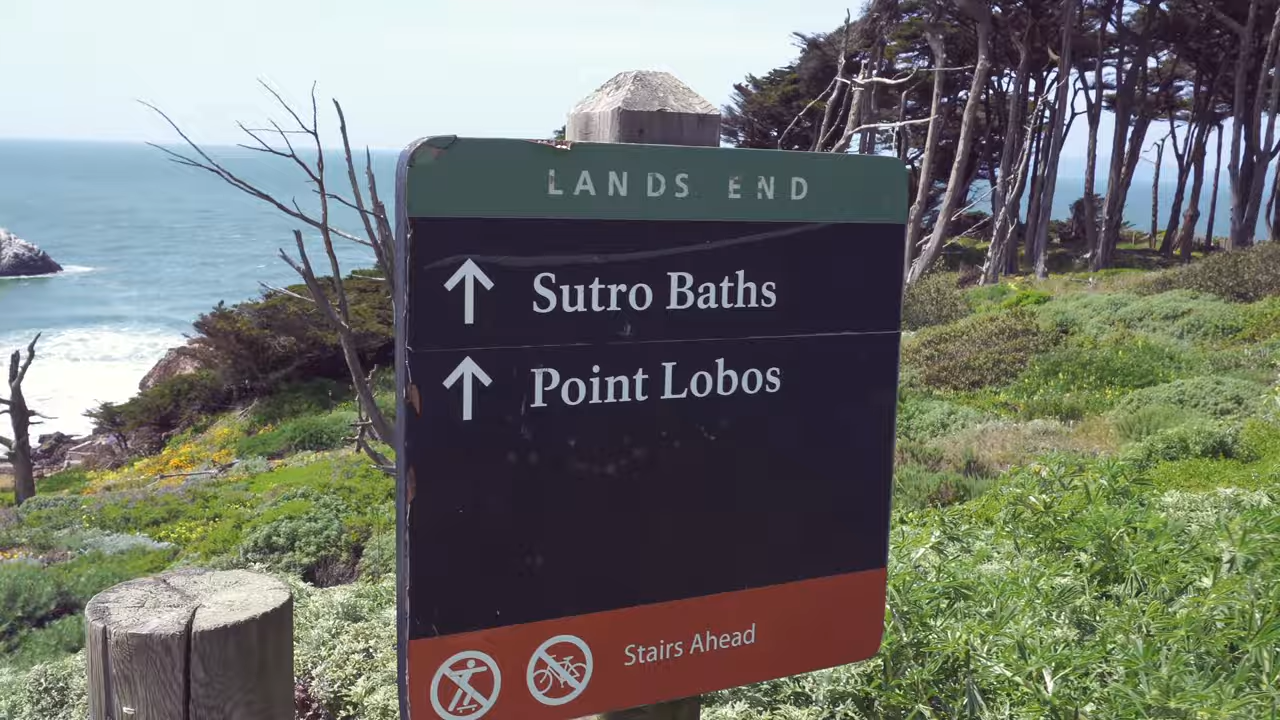 LANDS END
↑ Sutro Baths
↑ Point Lobos
Stairs Ahead